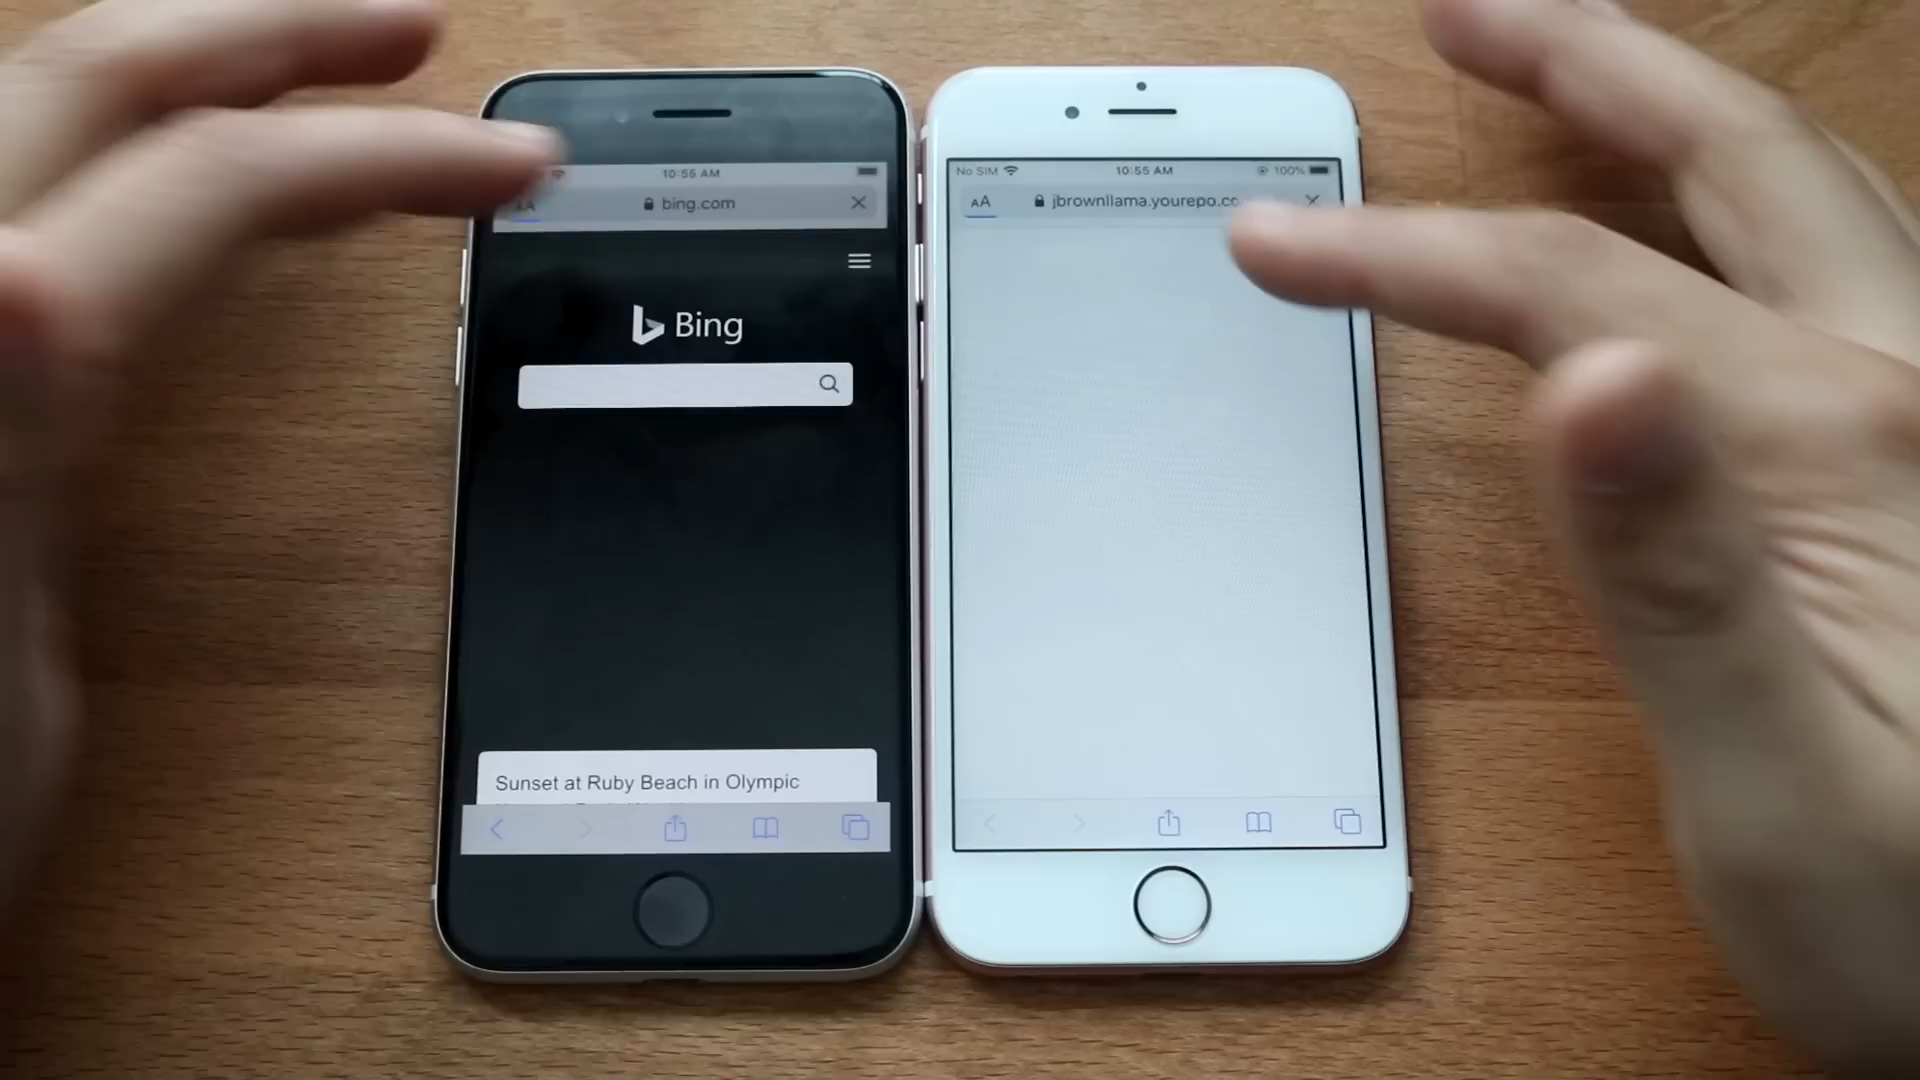 10:55 AM
AA bing.com
Bing
Sunset at Ruby Beach in Olympic
No SIM 10:55 AM 100%
AA jbrownllama.yourepo.co